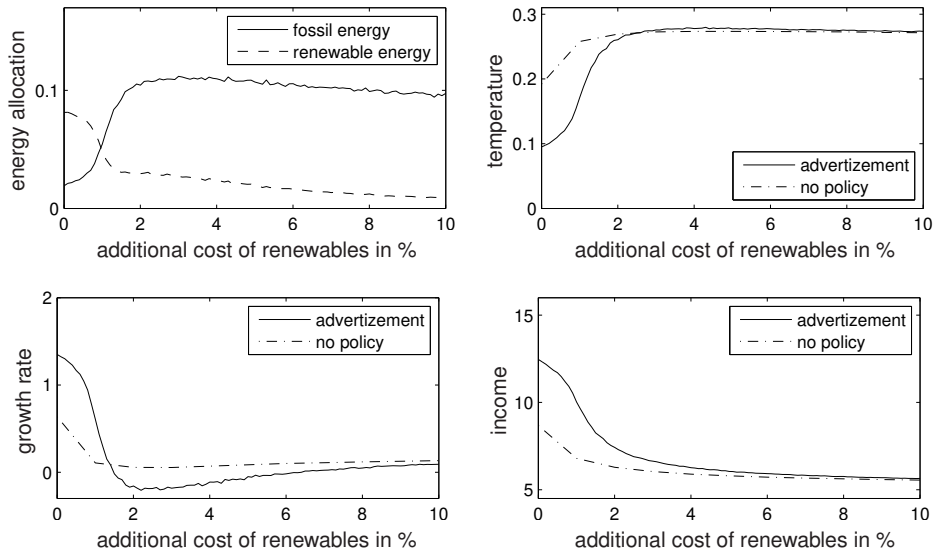 fossil energy
renewable energy
energy allocation
0.1
0
0 2 4 6 8 10
additional cost of renewables in %
temperature
0.3
0.2
0.1
0
advertizement
no policy
0 2 4 6 8 10
additional cost of renewables in %
growth rate
2
1
0
advertizement
no policy
0 2 4 6 8 10
additional cost of renewables in %
income
15
10
5
advertizement
no policy
0 2 4 6 8 10
additional cost of renewables in %